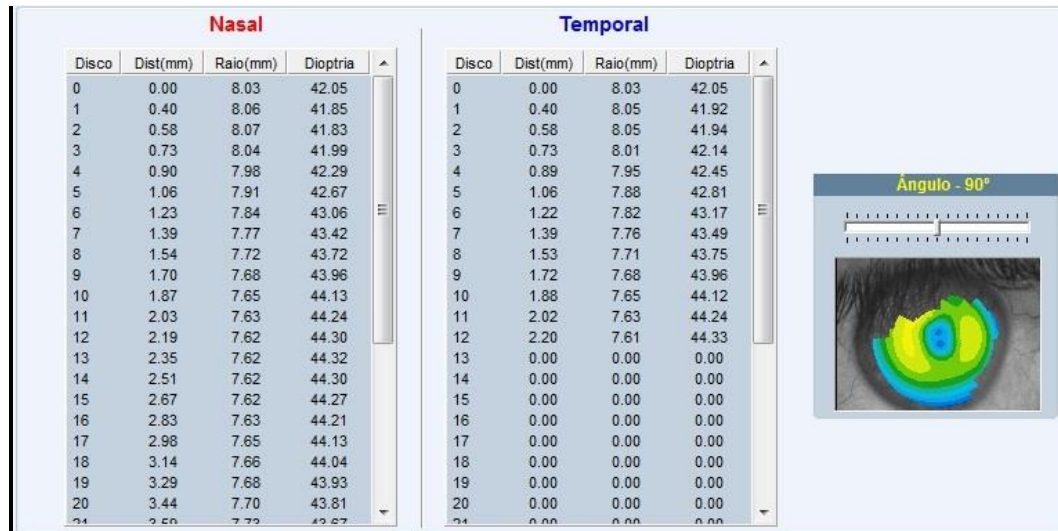 Nasal Temporal
Disco Dist(mm) Raio(mm) Dioptria Disco Dist(mm) Raio(mm) Dioptria
0 0.00 8.03 42.05 0 0.00 8.03 42.05
1 0.40 8.06 41.85 1 0.40 8.05 41.92
2 0.58 8.07 41.83 2 0.58 8.05 41.94
3 0.73 8.04 41.99 3 0.73 8.01 42.14
4 0.90 7.98 42.29 4 0.89 7.95 42.45
5 1.06 7.91 42.67 5 1.06 7.88 42.81
Ângulo - 90º
6 1.23 7.84 43.06 6 1.22 7.82 43.17
7 1.39 7.77 43.42 7 1.39 7.76 43.49
8 1.54 7.72 43.72 8 1.53 7.71 43.75
9 1.70 7.68 43.96 9 1.72 7.68 43.96
10 1.87 7.65 44.13 10 1.88 7.65 44.12
11 2.03 7.63 44.24 11 2.02 7.63 44.24
12 2.19 7.62 44.30 12 2.20 7.61 44.33
13 2.35 7.62 44.32 13 0.00 0.00 0.00
14 2.51 7.62 44.30 14 0.00 0.00 0.00
15 2.67 7.62 44.27 15 0.00 0.00 0.00
16 2.83 7.63 44.21 16 0.00 0.00 0.00
17 2.98 7.65 44.13 17 0.00 0.00 0.00
18 3.14 7.66 44.04 18 0.00 0.00 0.00
19 3.29 7.68 43.93 19 0.00 0.00 0.00
20 3.44 7.70 43.81 20 0.00 0.00 0.00
21 3.59 7.73 43.67 21 0.00 0.00 0.00